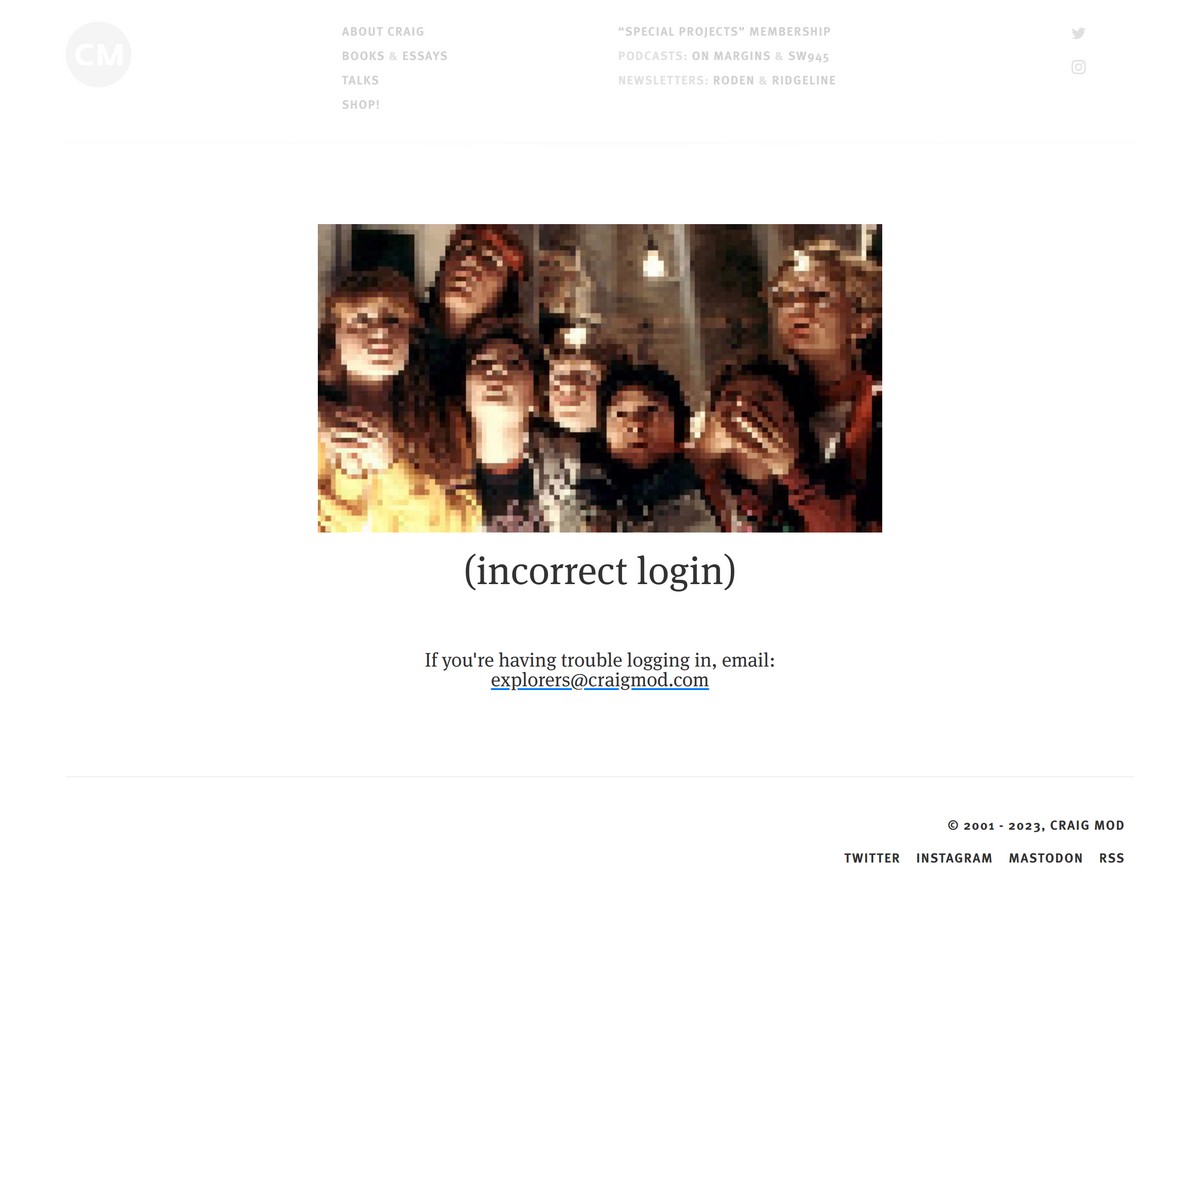 CM
ABOUT CRAIG
BOOKS & ESSAYS
TALKS
SHOP!
“SPECIAL PROJECTS” MEMBERSHIP
PODCASTS: ON MARGINS & SW945
NEWSLETTERS: RODEN & RIDGELINE
(incorrect login)
If you're having trouble logging in, email:
explorers@craigmod.com
© 2001 - 2023, CRAIG MOD
TWITTER INSTAGRAM MASTODON RSS